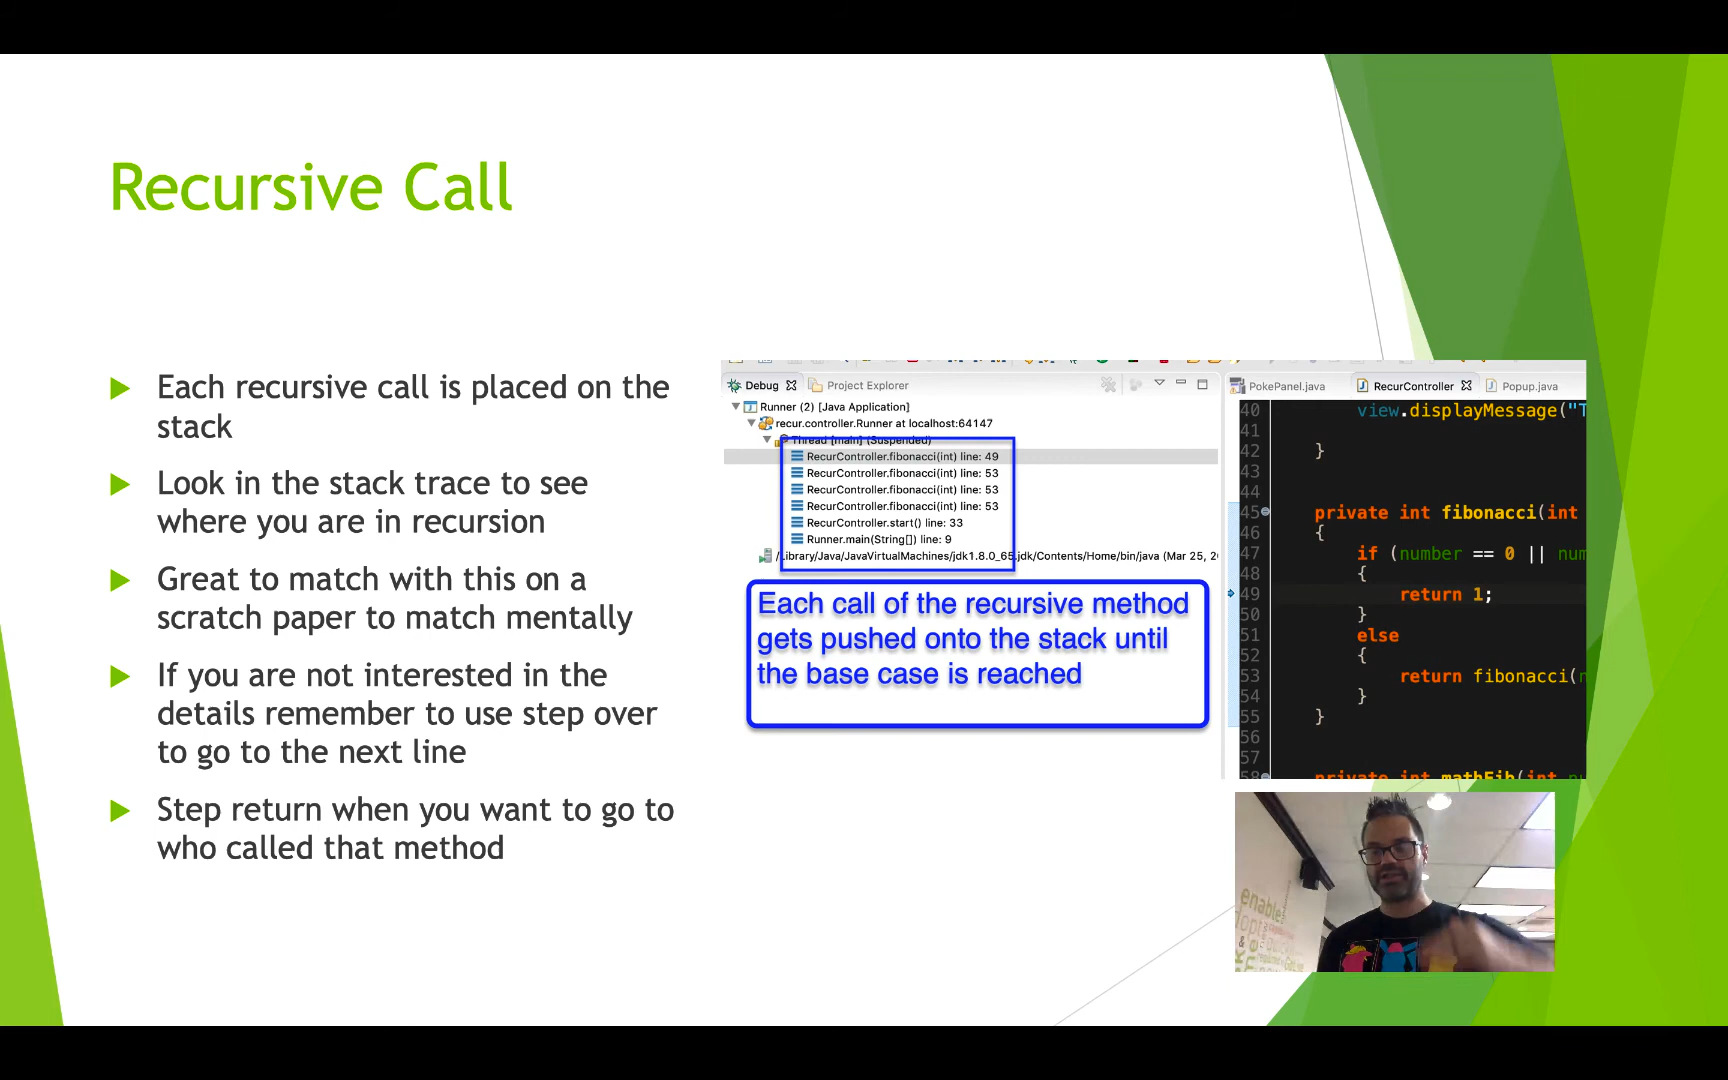 Recursive Call
Each recursive call is placed on the
stack
Look in the stack trace to see
where you are in recursion
Great to match with this on a
scratch paper to match mentally
If you are not interested in the
details remember to use step over
to go to the next line
Step return when you want to go to
who called that method
Debug
Project Explorer
Runner (2) [Java Application]
recur.controller.Runner at localhost:64147
Thread [main] (Suspended)
RecurController.fibonacci(int) line: 49
RecurController.fibonacci(int) line: 53
RecurController.fibonacci(int) line: 53
RecurController.fibonacci(int) line: 53
RecurController.start() line: 33
Runner.main(String[]) line: 9
/Library/Java/JavaVirtualMachines/jdk1.8.0_65.jdk/Contents/Home/bin/java (Mar 25, 2
Each call of the recursive method
gets pushed onto the stack until
the base case is reached
PokePanel.java
RecurController
Popup.java
40 view.displayMessage("T
41
42 }
43
44
45 private int fibonacci(int
46 {
47 if (number == 0 || num
48 {
49 return 1;
50 }
51 else
52 {
53 return fibonacci(n
54 }
55 }
56
57
58 private int mathFib(int nu
enable